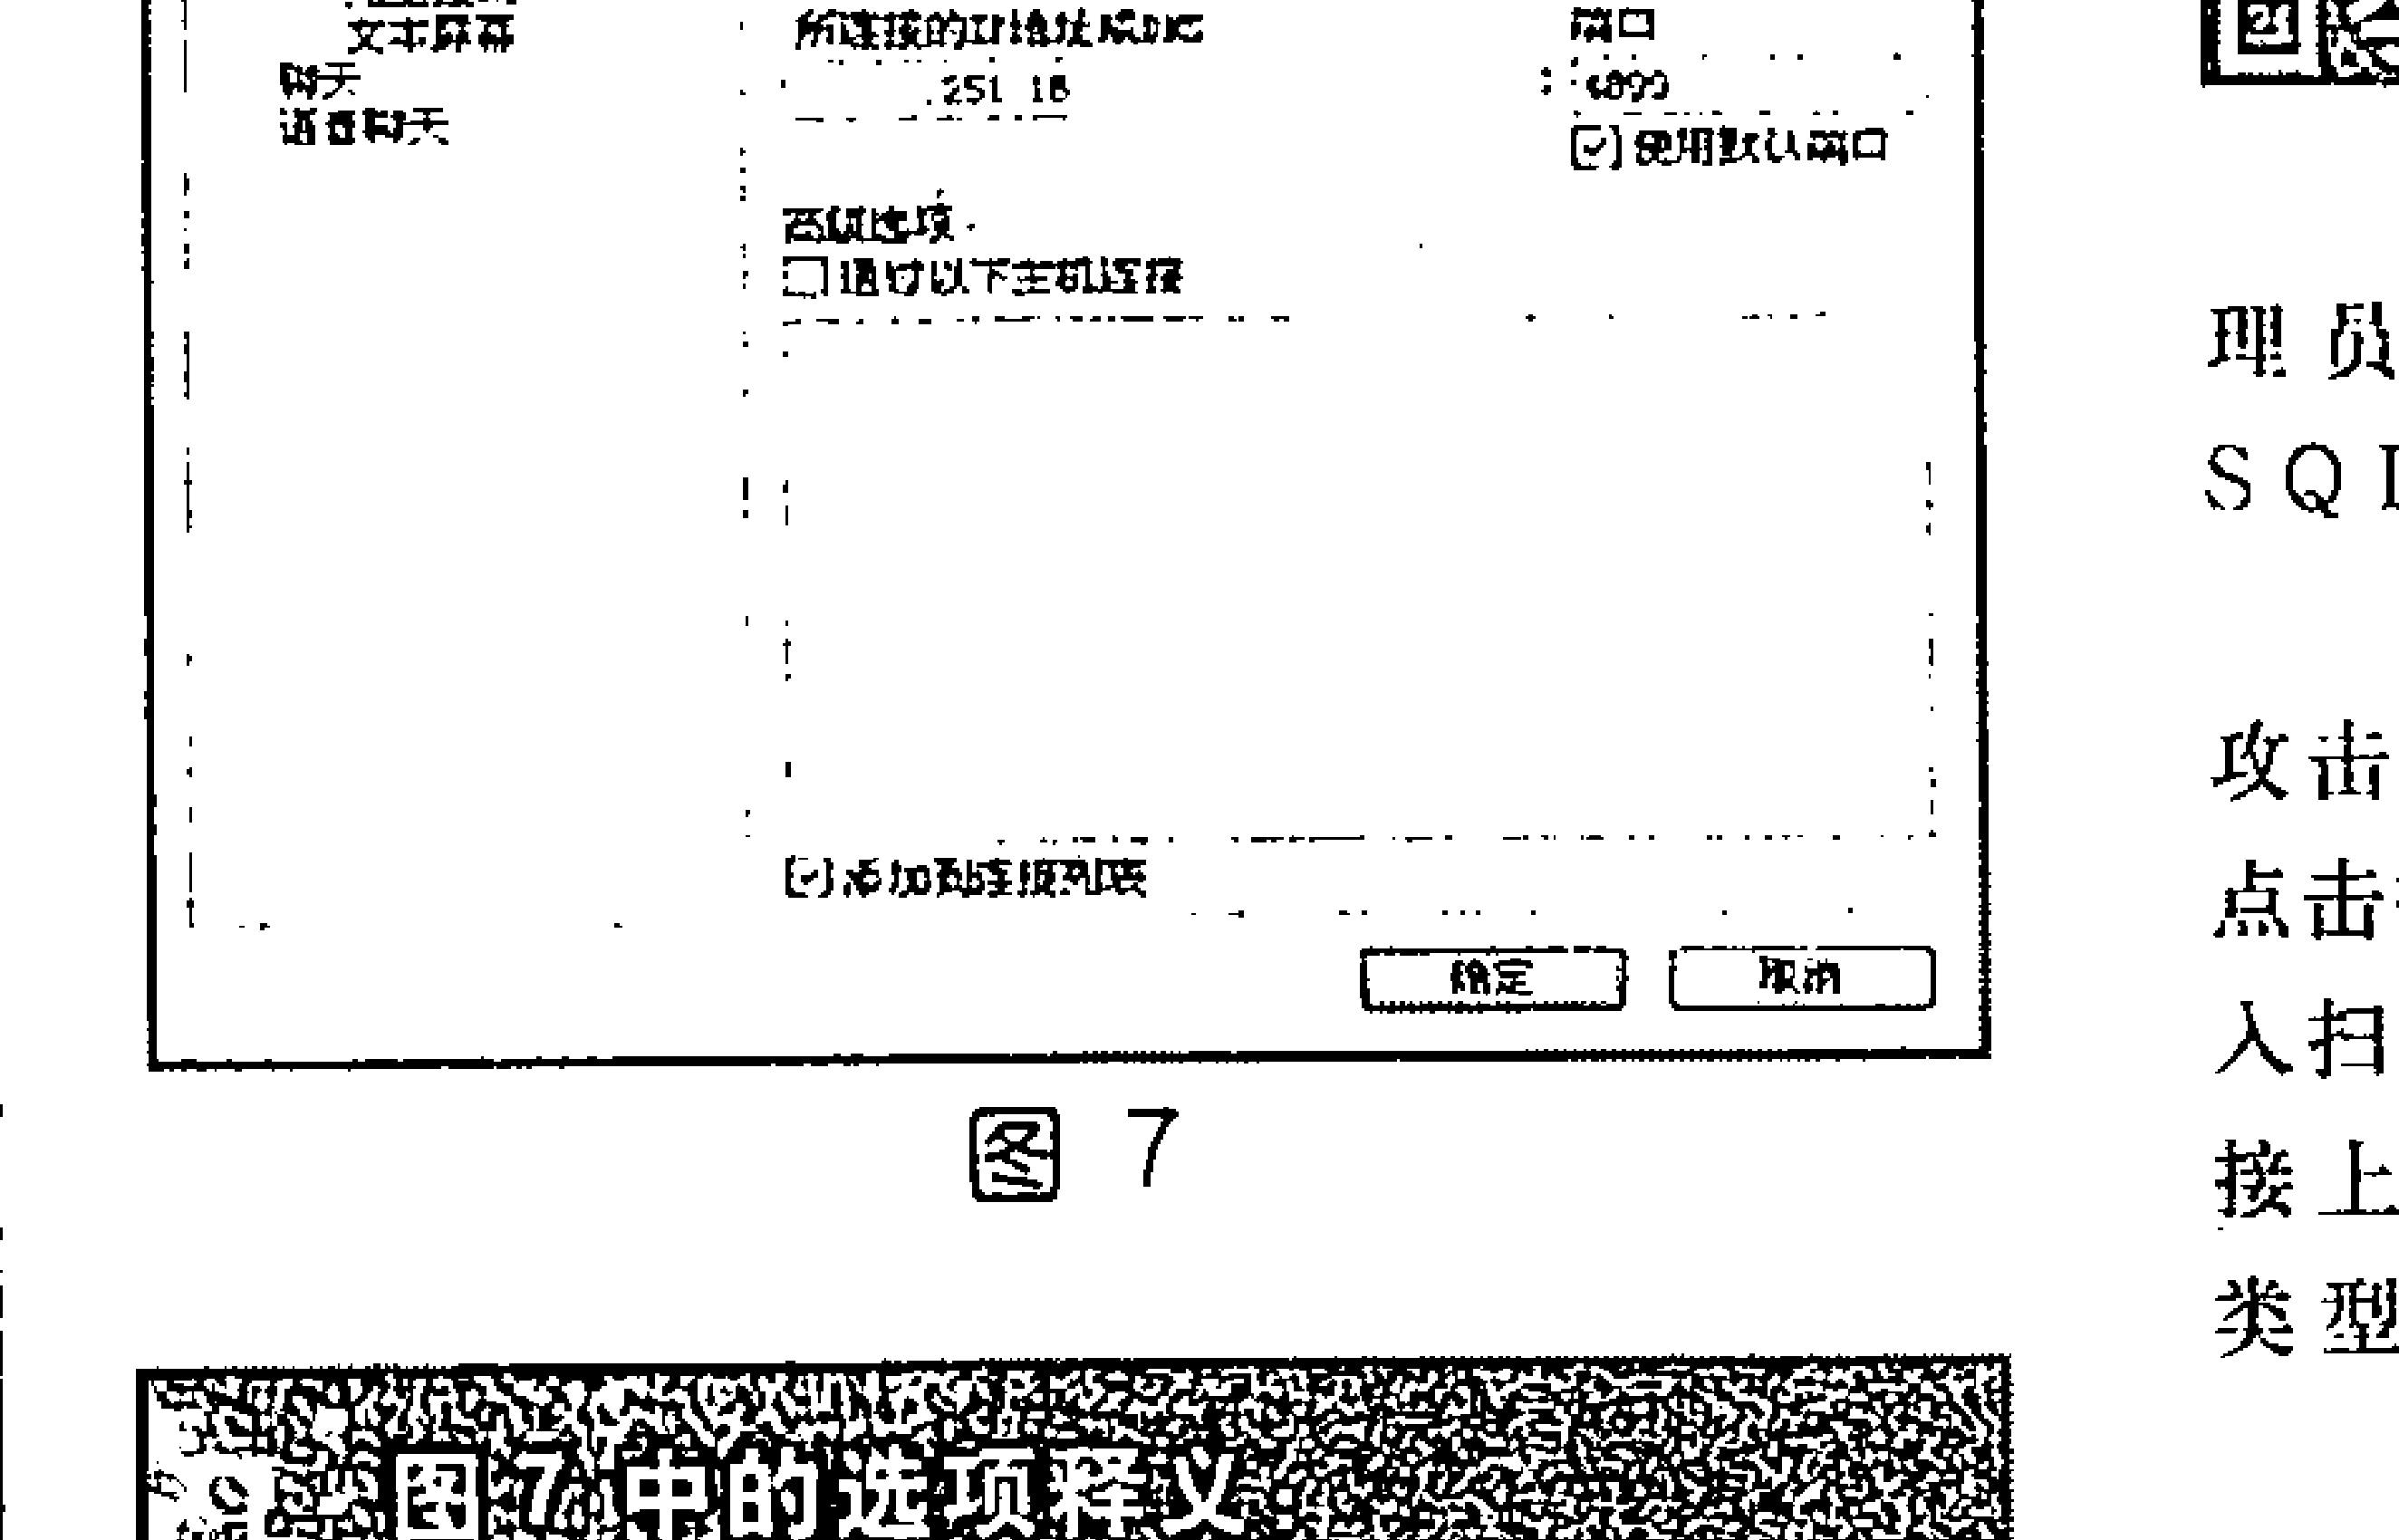 文本屏幕
聊天
语音聊天
所连接的IP地址或DNS
.251 18
端口
: 4899
使用默认端口
高级选项
通过以下主机连接
添加到连接列表
确定
取消
图 7
图7中的选项释义
理员
SQL
攻击
点击
入扫
接上
类型